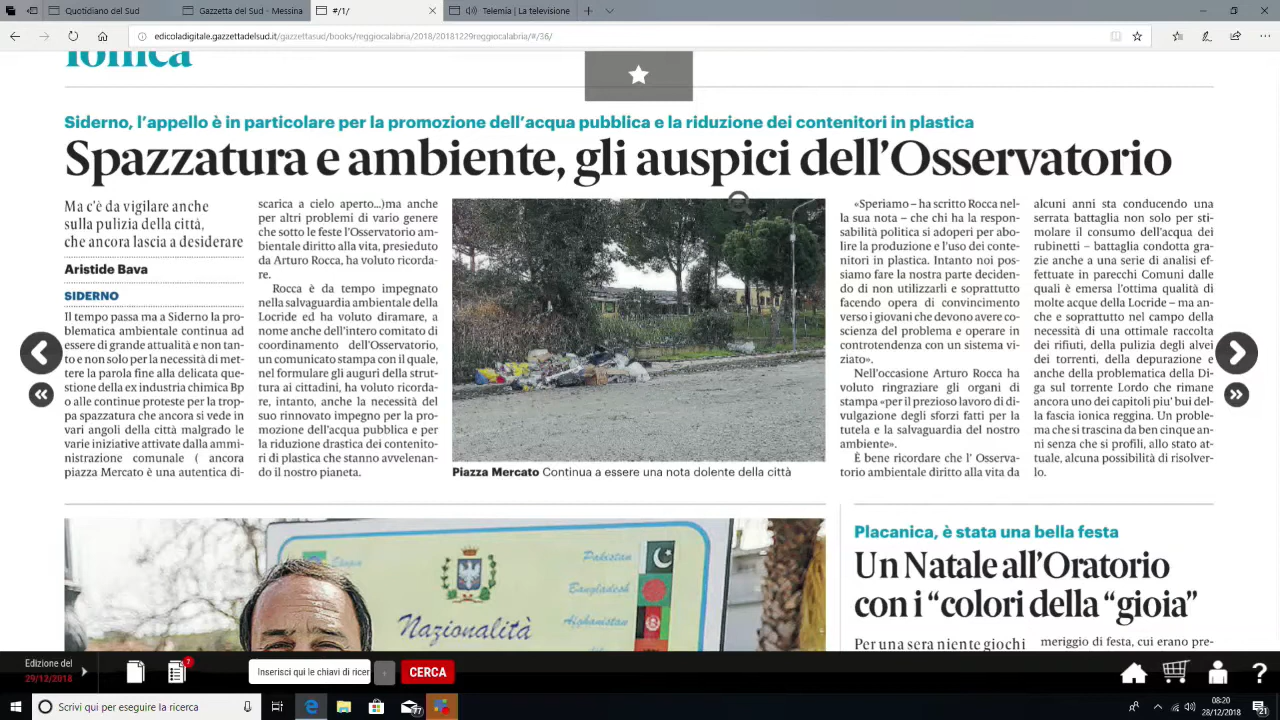 Masteriz
#/1
Telemia
Telemia – La Televisione
edicoladigitale.gazzettadelsud.it/gazzettasud/books/reggiocalabria/2018/20181229reggiocalabria/#/36/
ionica
Siderno, l'appello è in particolare per la promozione dell'acqua pubblica e la riduzione dei contenitori in plastica
Spazzatura e ambiente, gli auspici dell'Osservatorio
Ma c'è da vigilare anche
sulla pulizia della città,
che ancora lascia a desiderare
Aristide Bava
SIDERNO
Il tempo passa ma a Siderno la pro-
blematica ambientale continua ad
essere di grande attualità e non tan-
to e non solo per la necessità di met-
tere la parola fine alla delicata que-
stione della ex industria chimica Bp
o alle continue proteste per la trop-
pa spazzatura che ancora si vede in
vari angoli della città malgrado le
varie iniziative attivate dalla ammi-
nistrazione comunale ( ancora
piazza Mercato è una autentica di-
scarica a cielo aperto...)ma anche
per altri problemi di vario genere
che sotto le feste l'Osservatorio am-
bientale diritto alla vita, presieduto
da Arturo Rocca, ha voluto ricorda-
re.
Rocca è da tempo impegnato
nella salvaguardia ambientale della
Locride ed ha voluto diramare, a
nome anche dell'intero comitato di
coordinamento dell'Osservatorio,
un comunicato stampa con il quale,
nel formulare gli auguri della strut-
tura ai cittadini, ha voluto ricorda-
re, intanto, anche la necessità del
suo rinnovato impegno per la pro-
mozione dell'acqua pubblica e per
la riduzione drastica dei contenito-
ri di plastica che stanno avvelenan-
do il nostro pianeta.
Piazza Mercato Continua a essere una nota dolente della città
«Speriamo – ha scritto Rocca nel-
la sua nota – che chi ha la respon-
sabilità politica si adoperi per abo-
lire la produzione e l'uso dei conte-
nitori in plastica. Intanto noi pos-
siamo fare la nostra parte deciden-
do di non utilizzarli e soprattutto
facendo opera di convincimento
verso i giovani che devono avere co-
scienza del problema e operare in
controtendenza con un sistema vi-
ziato».
Nell'occasione Arturo Rocca ha
voluto ringraziare gli organi di
stampa «per il prezioso lavoro di di-
vulgazione degli sforzi fatti per la
tutela e la salvaguardia del nostro
ambiente».
È bene ricordare che l' Osserva-
torio ambientale diritto alla vita da
alcuni anni sta conducendo una
serrata battaglia non solo per sti-
molare il consumo dell'acqua dei
rubinetti – battaglia condotta gra-
zie anche a una serie di analisi ef-
fettuate in parecchi Comuni dalle
quali è emersa l'ottima qualità di
molte acque della Locride – ma an-
che e soprattutto nel campo della
necessità di una ottimale raccolta
dei rifiuti, della pulizia degli alvei
dei torrenti, della depurazione e
anche della problematica della Di-
ga sul torrente Lordo che rimane
ancora uno dei capitoli piu' bui del-
la fascia ionica reggina. Un proble-
ma che si trascina da ben cinque an-
ni senza che si profili, allo stato at-
tuale, alcuna possibilità di risolver-
lo.
Pakistan
Bangladesh
Afghanistan
Nazionalità
Placanica, è stata una bella festa
Un Natale all'Oratorio
con i "colori della "gioia"
Per una sera niente giochi
meriggio di festa, cui erano pre-
Edizione del
29/12/2018
7
Inserisci qui le chiavi di ricer
CERCA
?
Scrivi qui per eseguire la ricerca
08:20
28/12/2018